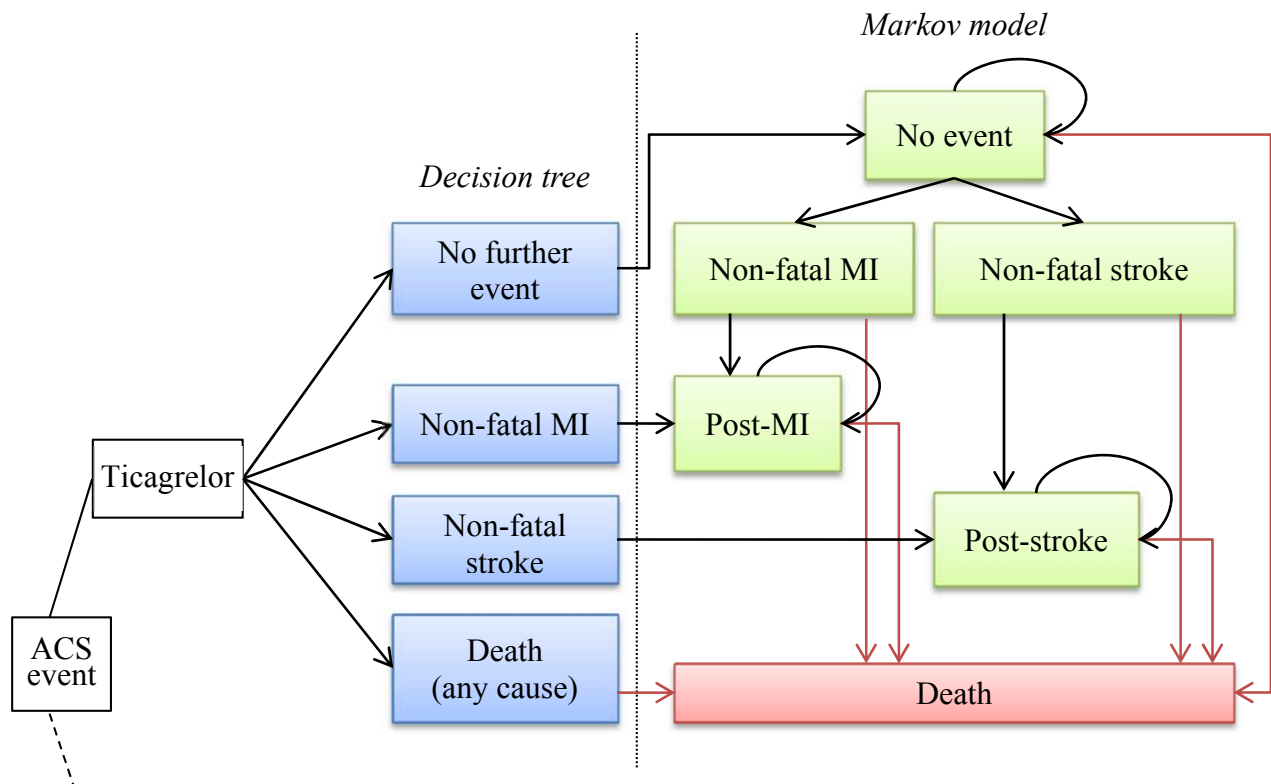 Markov model
No event
Decision tree
No further
event
Non-fatal MI
Non-fatal stroke
Non-fatal MI
Post-MI
Ticagrelor
Non-fatal
stroke
Post-stroke
ACS
event
Death
(any cause)
Death